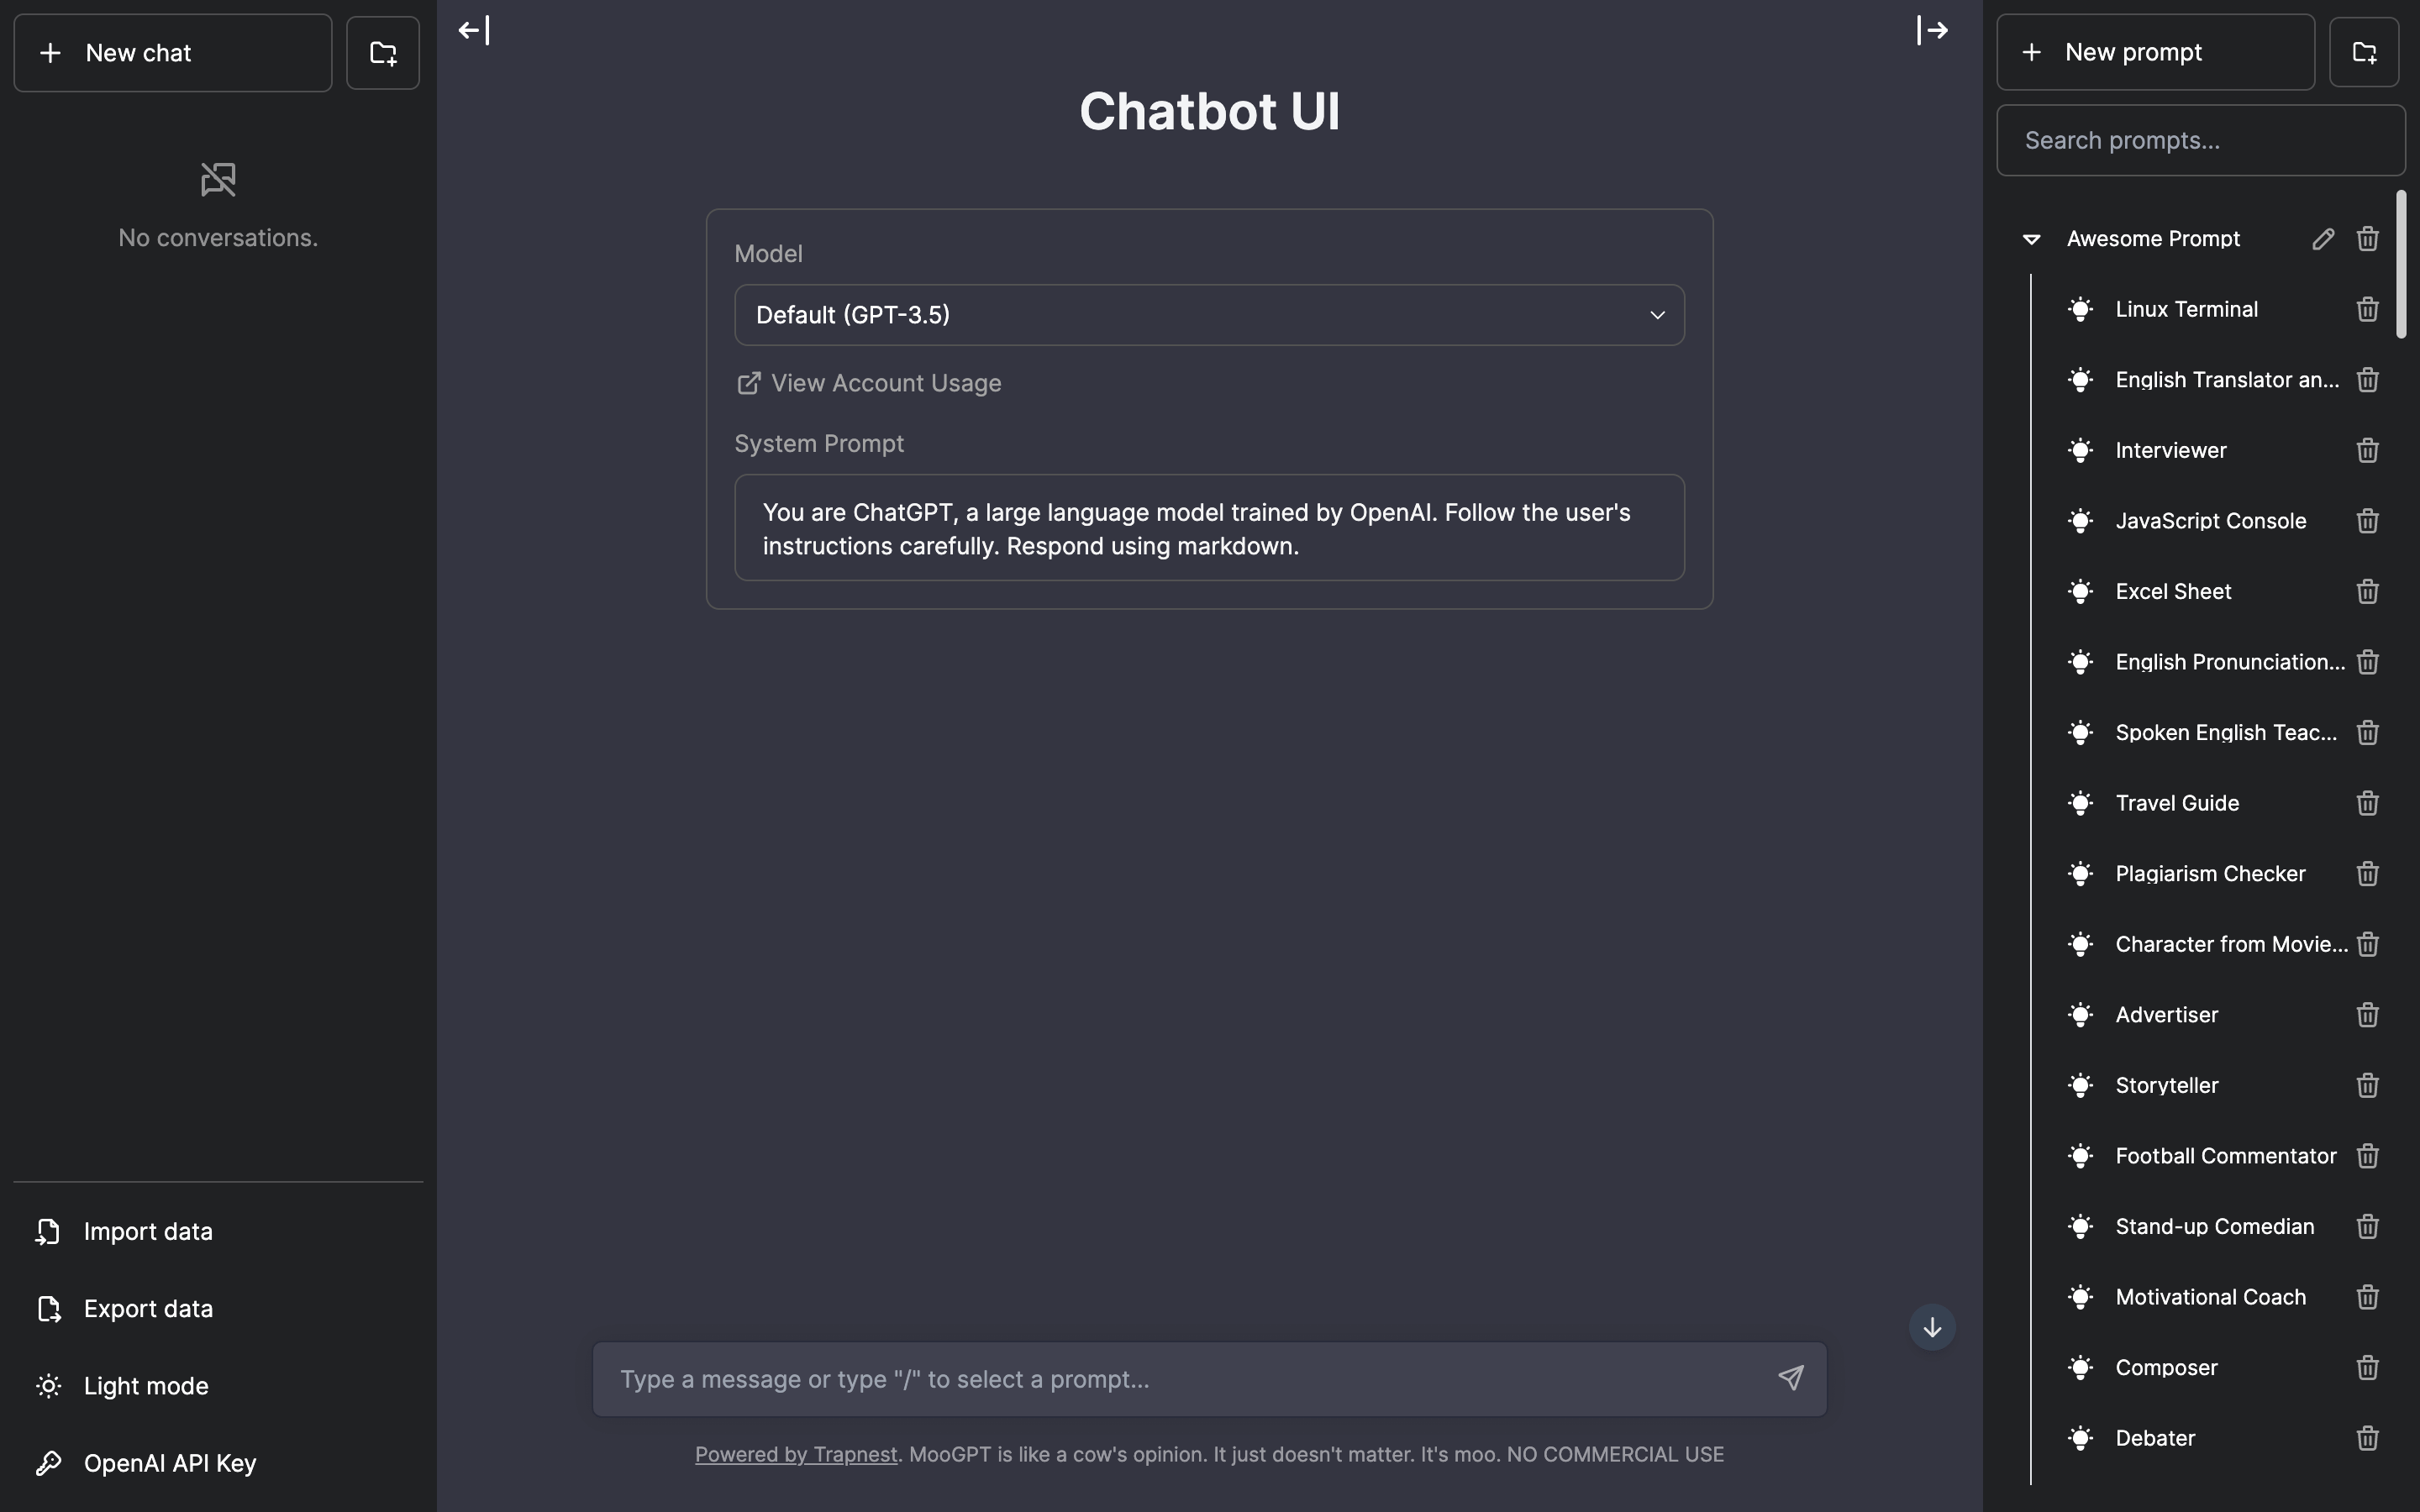 New chat
No conversations.
Import data
Export data
Light mode
OpenAI API Key
Chatbot UI
Model
Default (GPT-3.5)
View Account Usage
System Prompt
You are ChatGPT, a large language model trained by OpenAI. Follow the user's
instructions carefully. Respond using markdown.
Type a message or type "/" to select a prompt...
Powered by Trapnest. MooGPT is like a cow's opinion. It just doesn't matter. It's moo. NO COMMERCIAL USE
New prompt
Search prompts...
Awesome Prompt
Linux Terminal
English Translator an...
Interviewer
JavaScript Console
Excel Sheet
English Pronunciation...
Spoken English Teac...
Travel Guide
Plagiarism Checker
Character from Movie...
Advertiser
Storyteller
Football Commentator
Stand-up Comedian
Motivational Coach
Composer
Debater